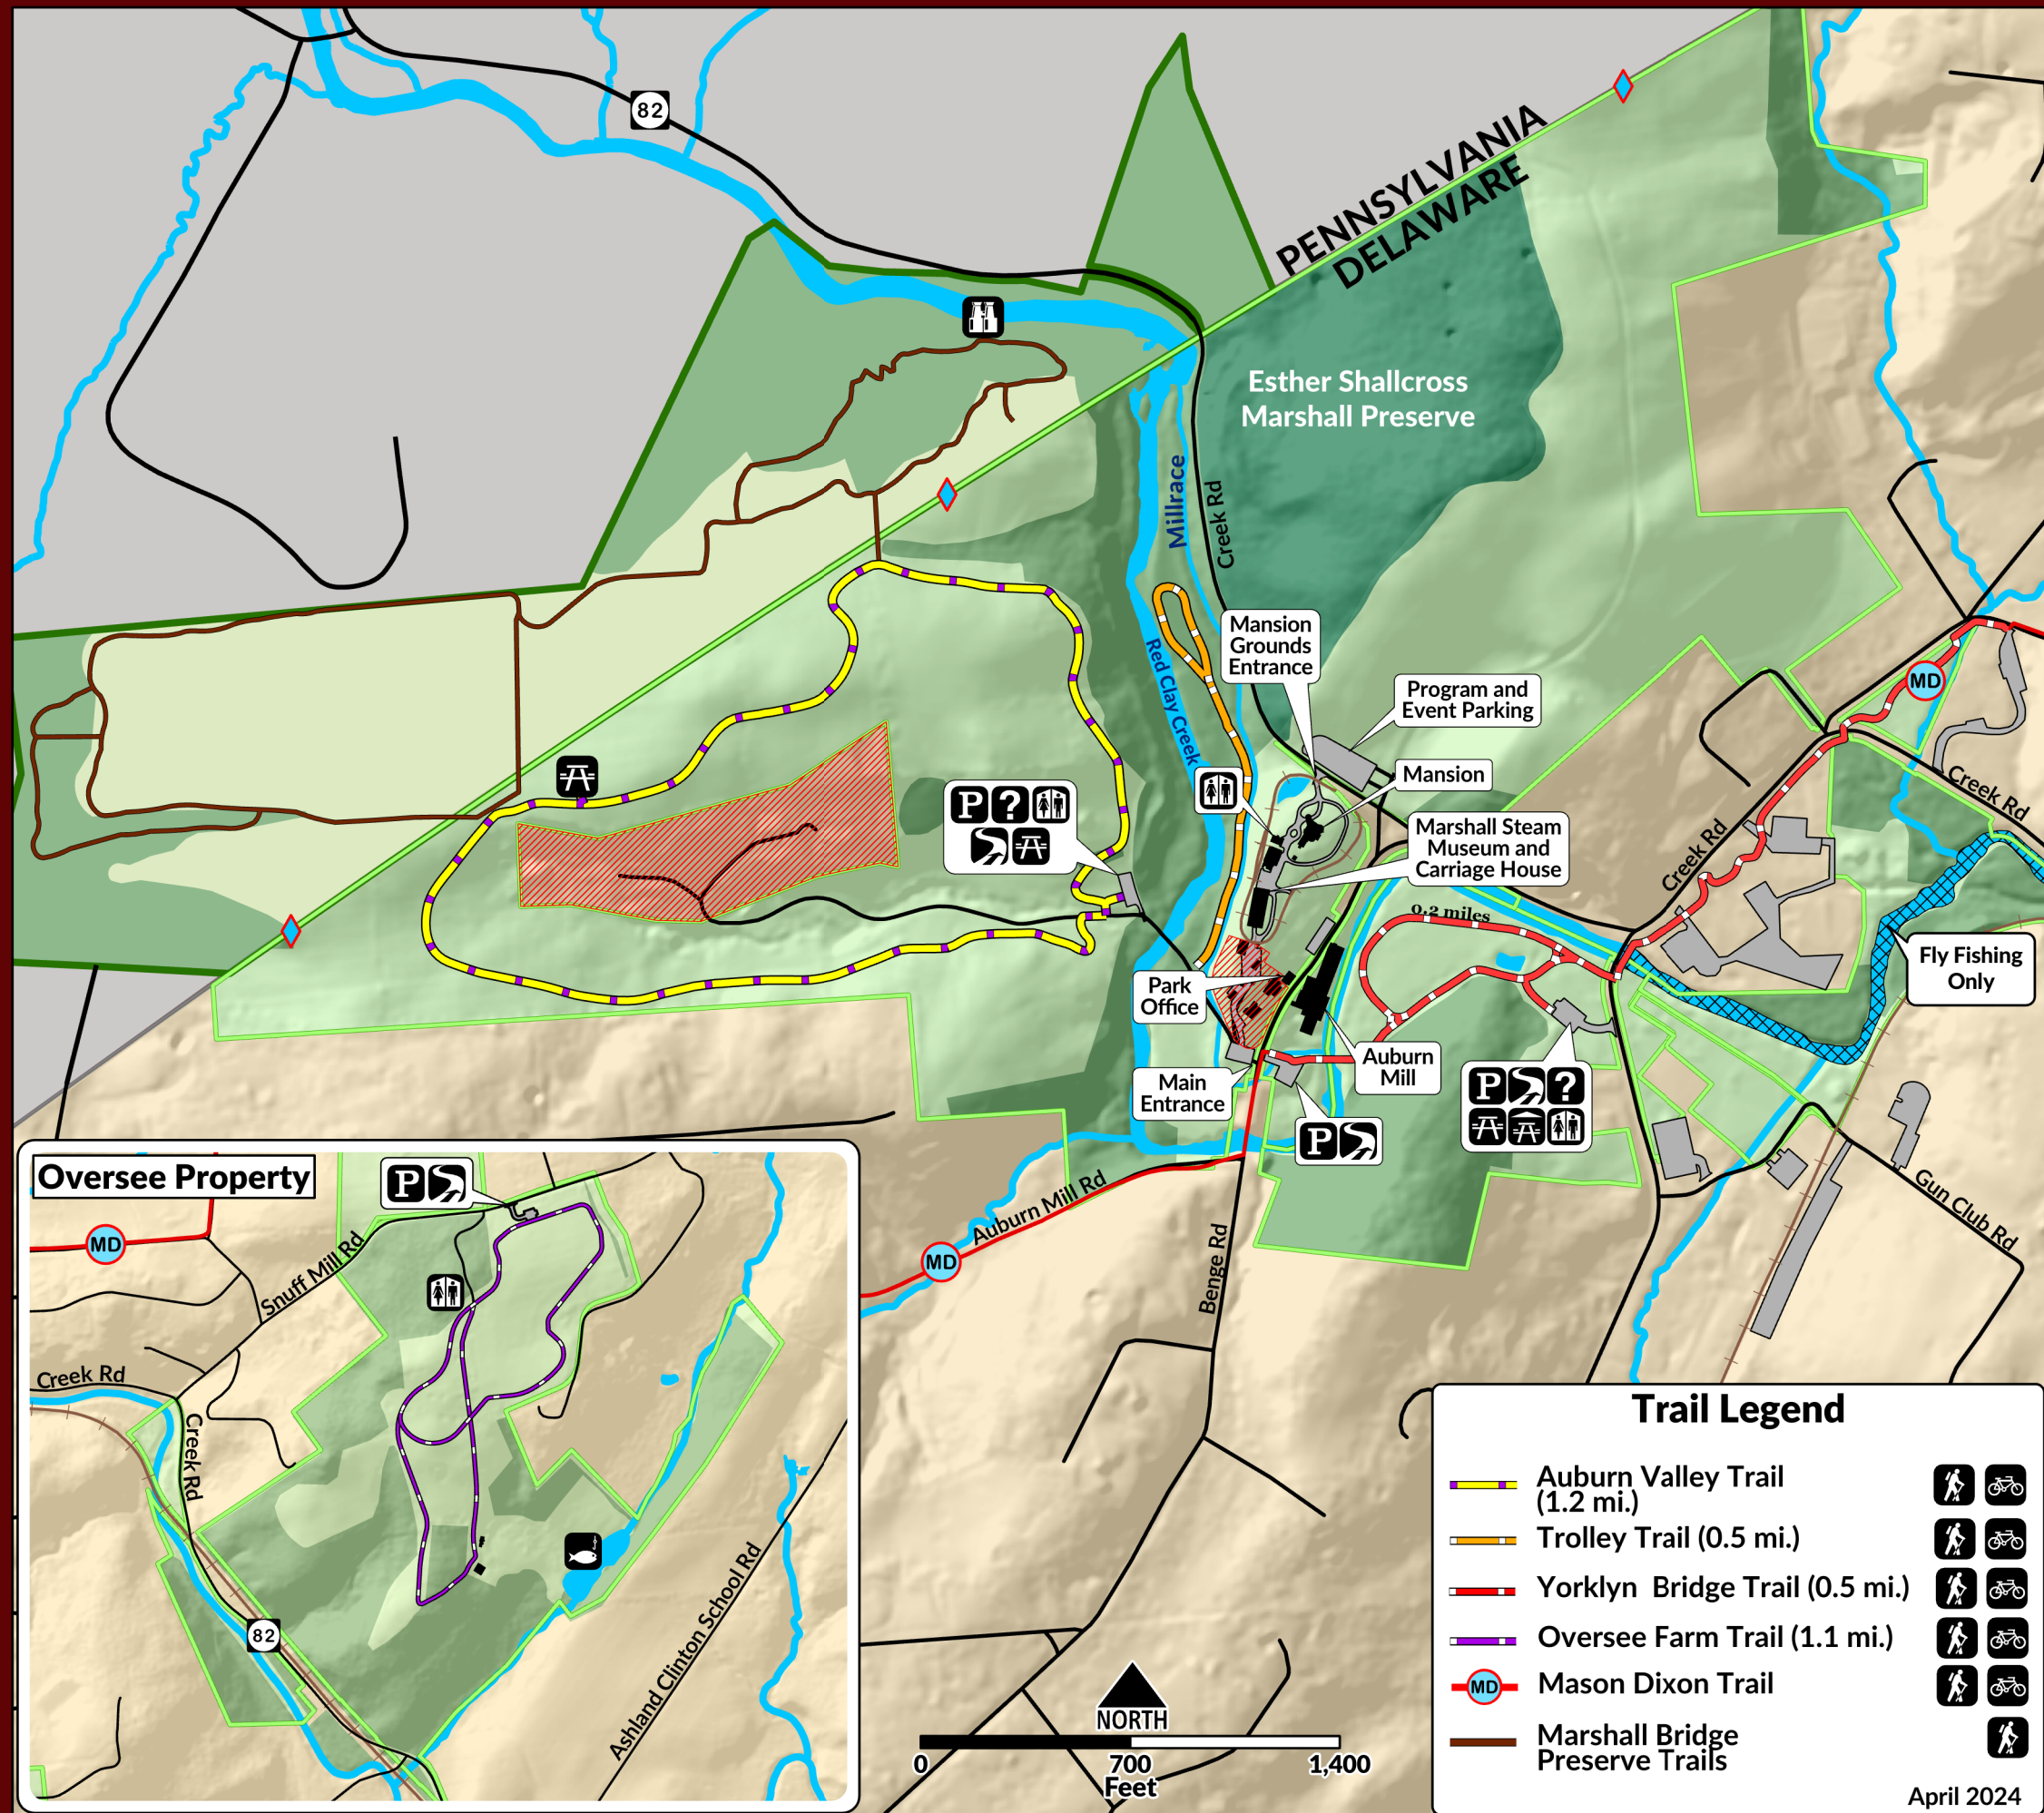 82
PENNSYLVANIA
DELAWARE
Esther Shallcross
Marshall Preserve
Millrace
Creek Rd
Red Clay Creek
Mansion
Grounds
Entrance
Program and
Event Parking
Mansion
Marshall Steam
Museum and
Carriage House
P ?
MD
Creek Rd
Creek Rd
0.2 miles
Fly Fishing
Only
Park
Office
Auburn
Mill
Main
Entrance
P ?
P
Auburn Mill Rd
MD
Benge Rd
Gun Club Rd
Oversee Property
P
MD
Snuff Mill Rd
Creek Rd
Creek Rd
82
Ashland Clinton School Rd
NORTH
0 700 1,400
Feet
Trail Legend
Auburn Valley Trail
(1.2 mi.)
Trolley Trail (0.5 mi.)
Yorklyn Bridge Trail (0.5 mi.)
Oversee Farm Trail (1.1 mi.)
MD Mason Dixon Trail
Marshall Bridge
Preserve Trails
April 2024